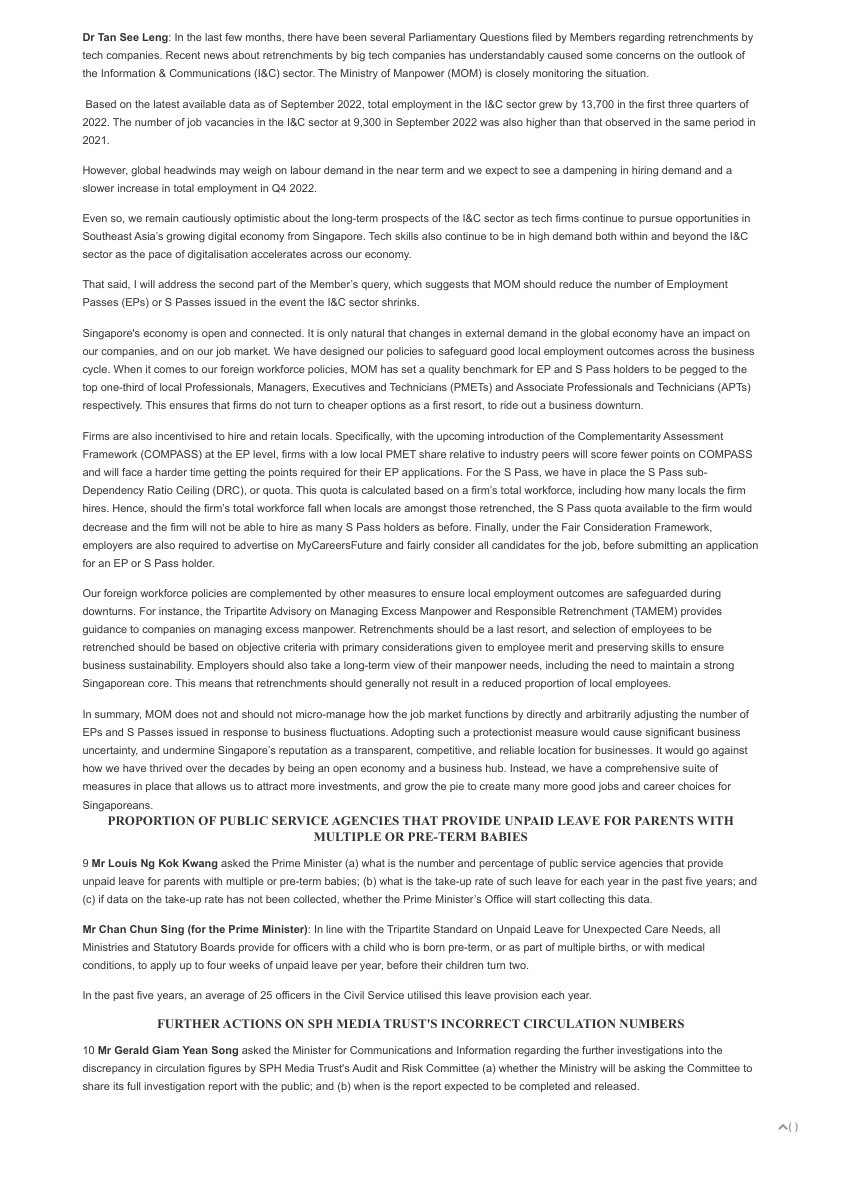 Dr Tan See Leng: In the last few months, there have been several Parliamentary Questions filed by Members regarding retrenchments by
tech companies. Recent news about retrenchments by big tech companies has understandably caused some concerns on the outlook of
the Information & Communications (I&C) sector. The Ministry of Manpower (MOM) is closely monitoring the situation.
Based on the latest available data as of September 2022, total employment in the I&C sector grew by 13,700 in the first three quarters of
2022. The number of job vacancies in the I&C sector at 9,300 in September 2022 was also higher than that observed in the same period in
2021.
However, global headwinds may weigh on labour demand in the near term and we expect to see a dampening in hiring demand and a
slower increase in total employment in Q4 2022.
Even so, we remain cautiously optimistic about the long-term prospects of the I&C sector as tech firms continue to pursue opportunities in
Southeast Asia's growing digital economy from Singapore. Tech skills also continue to be in high demand both within and beyond the I&C
sector as the pace of digitalisation accelerates across our economy.
That said, I will address the second part of the Member's query, which suggests that MOM should reduce the number of Employment
Passes (EPs) or S Passes issued in the event the I&C sector shrinks.
Singapore's economy is open and connected. It is only natural that changes in external demand in the global economy have an impact on
our companies, and on our job market. We have designed our policies to safeguard good local employment outcomes across the business
cycle. When it comes to our foreign workforce policies, MOM has set a quality benchmark for EP and S Pass holders to be pegged to the
top one-third of local Professionals, Managers, Executives and Technicians (PMETs) and Associate Professionals and Technicians (APTs)
respectively. This ensures that firms do not turn to cheaper options as a first resort, to ride out a business downturn.
Firms are also incentivised to hire and retain locals. Specifically, with the upcoming introduction of the Complementarity Assessment
Framework (COMPASS) at the EP level, firms with a low local PMET share relative to industry peers will score fewer points on COMPASS
and will face a harder time getting the points required for their EP applications. For the S Pass, we have in place the S Pass sub-
Dependency Ratio Ceiling (DRC), or quota. This quota is calculated based on a firm's total workforce, including how many locals the firm
hires. Hence, should the firm's total workforce fall when locals are amongst those retrenched, the S Pass quota available to the firm would
decrease and the firm will not be able to hire as many S Pass holders as before. Finally, under the Fair Consideration Framework,
employers are also required to advertise on MyCareersFuture and fairly consider all candidates for the job, before submitting an application
for an EP or S Pass holder.
Our foreign workforce policies are complemented by other measures to ensure local employment outcomes are safeguarded during
downturns. For instance, the Tripartite Advisory on Managing Excess Manpower and Responsible Retrenchment (TAMEM) provides
guidance to companies on managing excess manpower. Retrenchments should be a last resort, and selection of employees to be
retrenched should be based on objective criteria with primary considerations given to employee merit and preserving skills to ensure
business sustainability. Employers should also take a long-term view of their manpower needs, including the need to maintain a strong
Singaporean core. This means that retrenchments should generally not result in a reduced proportion of local employees.
In summary, MOM does not and should not micro-manage how the job market functions by directly and arbitrarily adjusting the number of
EPs and S Passes issued in response to business fluctuations. Adopting such a protectionist measure would cause significant business
uncertainty, and undermine Singapore's reputation as a transparent, competitive, and reliable location for businesses. It would go against
how we have thrived over the decades by being an open economy and a business hub. Instead, we have a comprehensive suite of
measures in place that allows us to attract more investments, and grow the pie to create many more good jobs and career choices for
Singaporeans.
PROPORTION OF PUBLIC SERVICE AGENCIES THAT PROVIDE UNPAID LEAVE FOR PARENTS WITH
MULTIPLE OR PRE-TERM BABIES
9 Mr Louis Ng Kok Kwang asked the Prime Minister (a) what is the number and percentage of public service agencies that provide
unpaid leave for parents with multiple or pre-term babies; (b) what is the take-up rate of such leave for each year in the past five years; and
(c) if data on the take-up rate has not been collected, whether the Prime Minister's Office will start collecting this data.
Mr Chan Chun Sing (for the Prime Minister): In line with the Tripartite Standard on Unpaid Leave for Unexpected Care Needs, all
Ministries and Statutory Boards provide for officers with a child who is born pre-term, or as part of multiple births, or with medical
conditions, to apply up to four weeks of unpaid leave per year, before their children turn two.
In the past five years, an average of 25 officers in the Civil Service utilised this leave provision each year.
FURTHER ACTIONS ON SPH MEDIA TRUST'S INCORRECT CIRCULATION NUMBERS
10 Mr Gerald Giam Yean Song asked the Minister for Communications and Information regarding the further investigations into the
discrepancy in circulation figures by SPH Media Trust's Audit and Risk Committee (a) whether the Ministry will be asking the Committee to
share its full investigation report with the public; and (b) when is the report expected to be completed and released.
( )